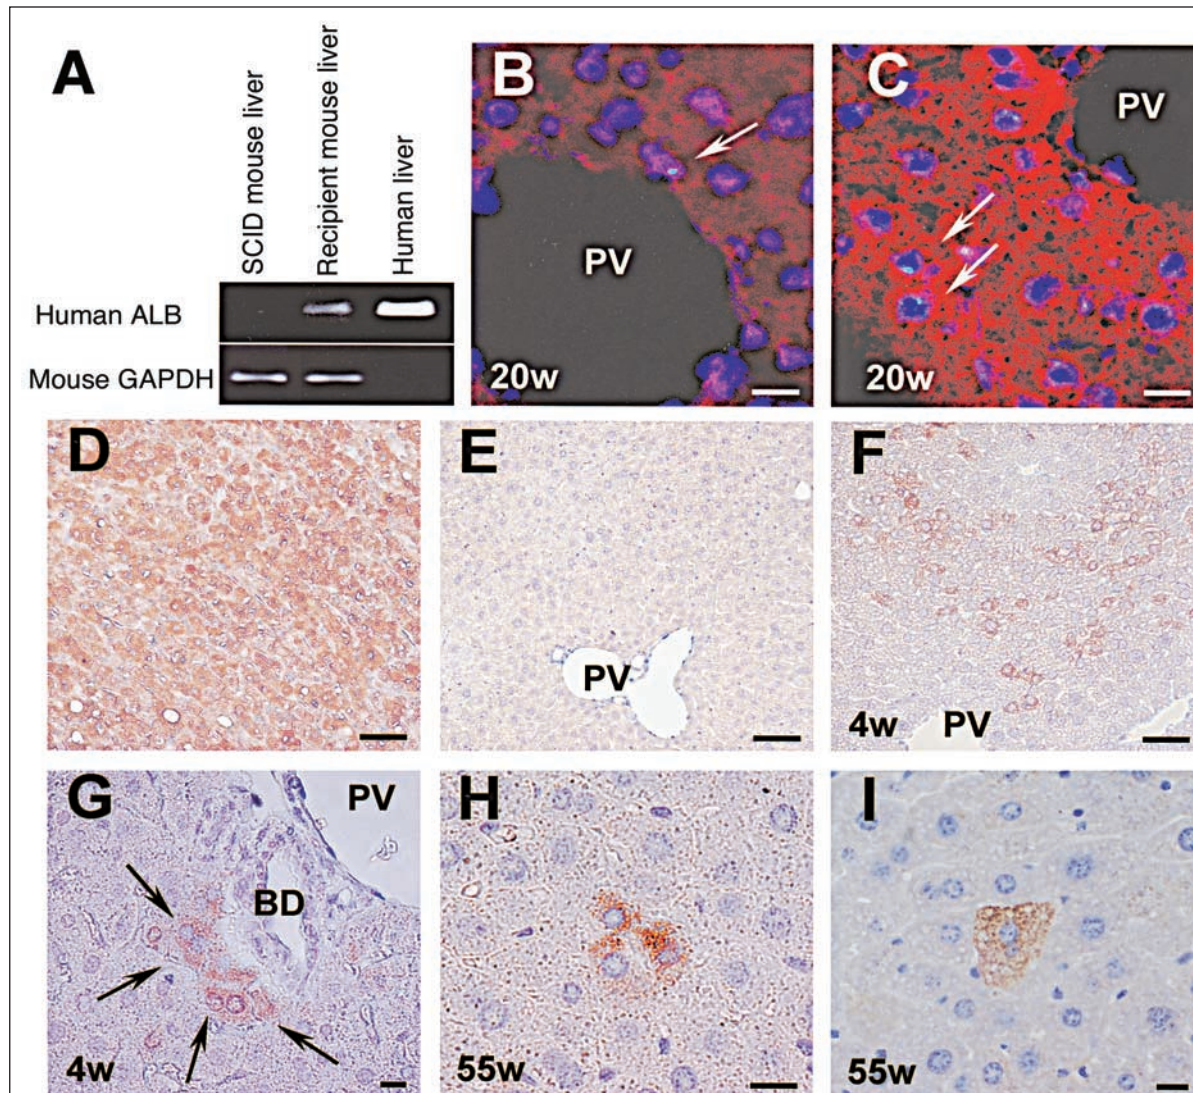 A
SCID mouse liver
Recipient mouse liver
Human liver
Human ALB
Mouse GAPDH
B
PV
20w
C
PV
20w
D
E
PV
F
4w
PV
G
PV
BD
4w
H
55w
I
55w